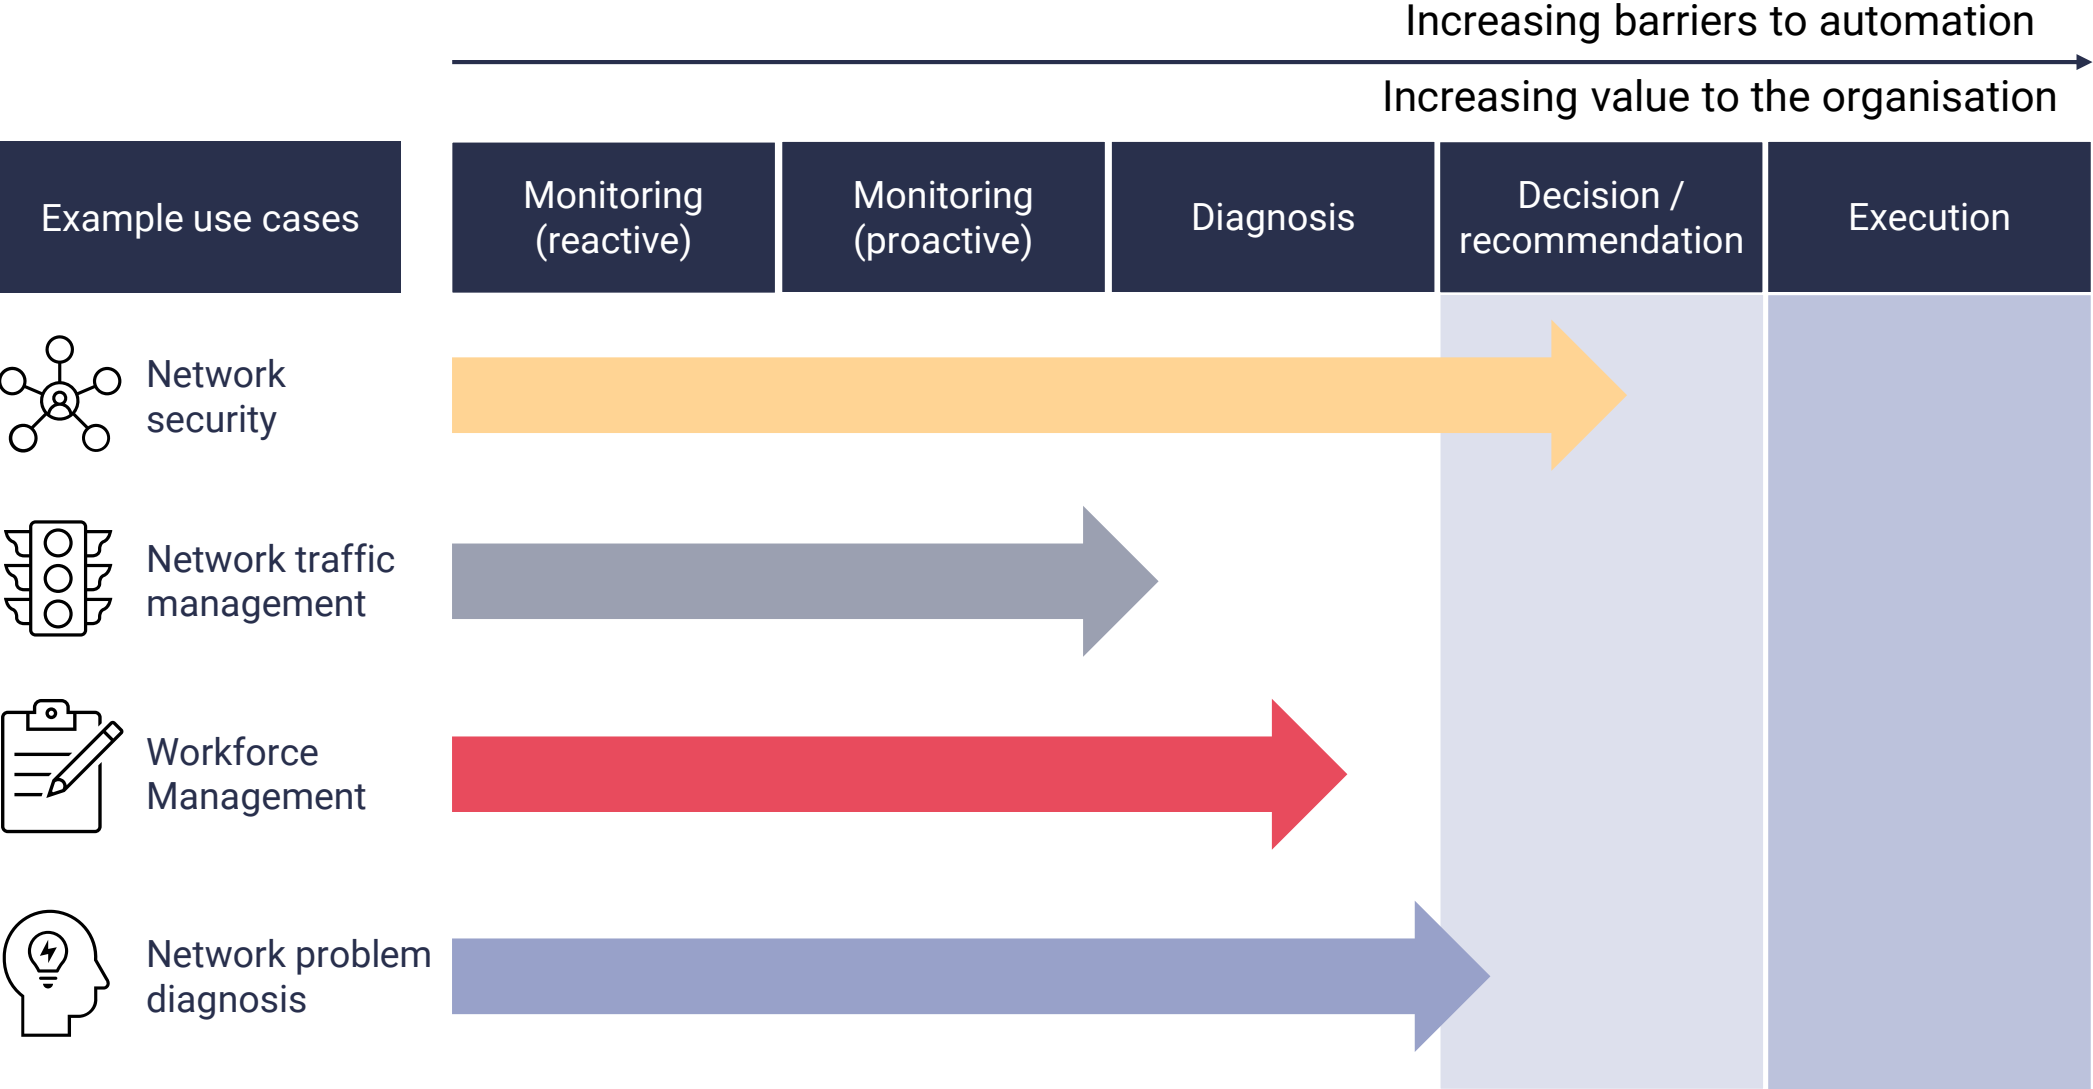 Increasing barriers to automation
Increasing value to the organisation
Example use cases
Monitoring
(reactive)
Monitoring
(proactive)
Diagnosis
Decision /
recommendation
Execution
Network
security
Network traffic
management
Workforce
Management
Network problem
diagnosis